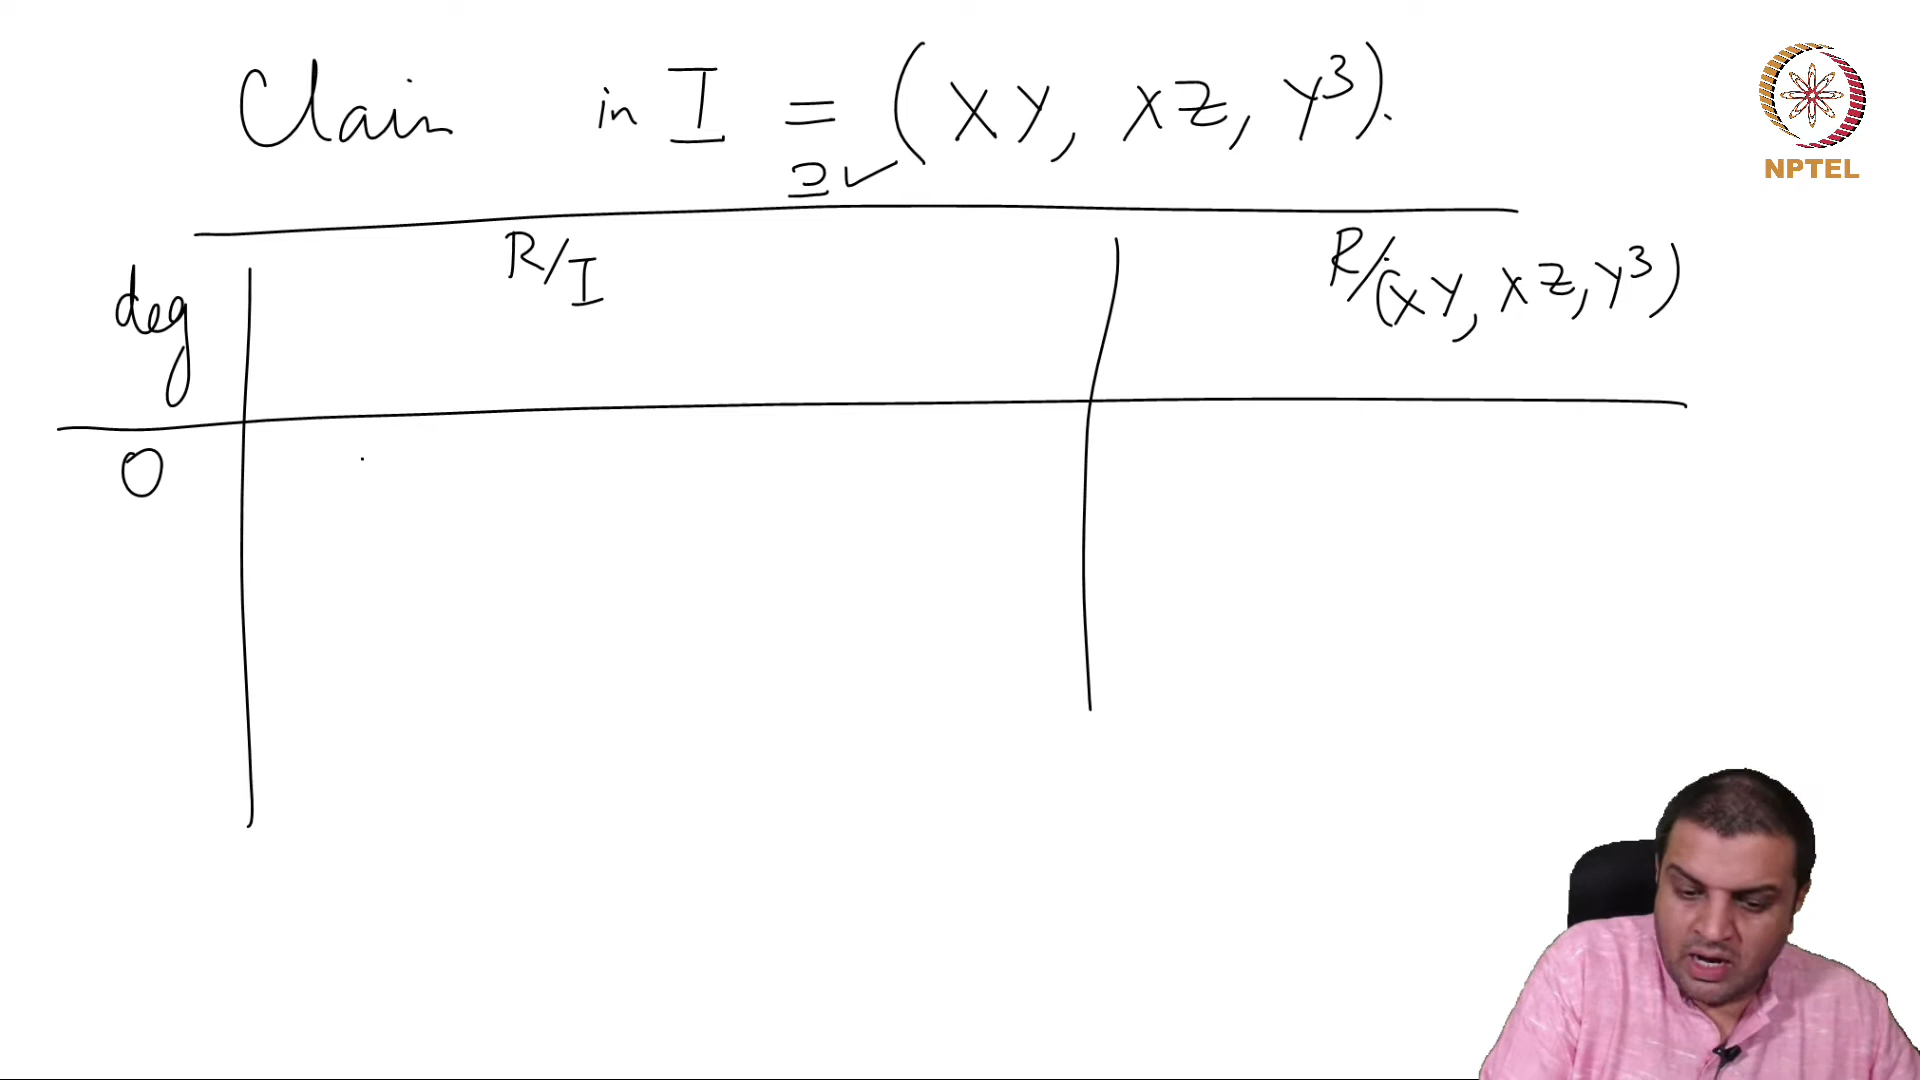 Claim in I = (XY, XZ, Y³).
⊇ ✓
deg R/I R/(XY, XZ, Y³)
0
NPTEL